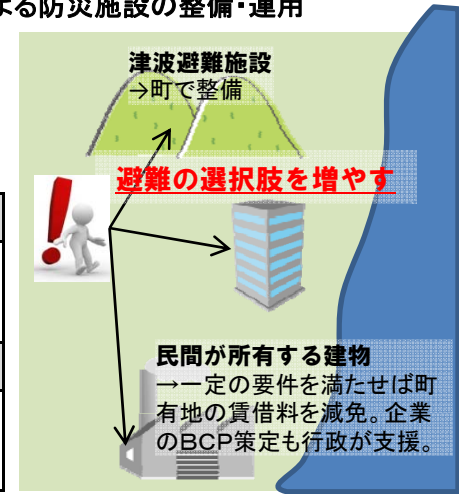 よる防災施設の整備・運用
津波避難施設
→町で整備
避難の選択肢を増やす
民間が所有する建物
→一定の要件を満たせば町
有地の賃借料を減免。企業
のBCP策定も行政が支援。